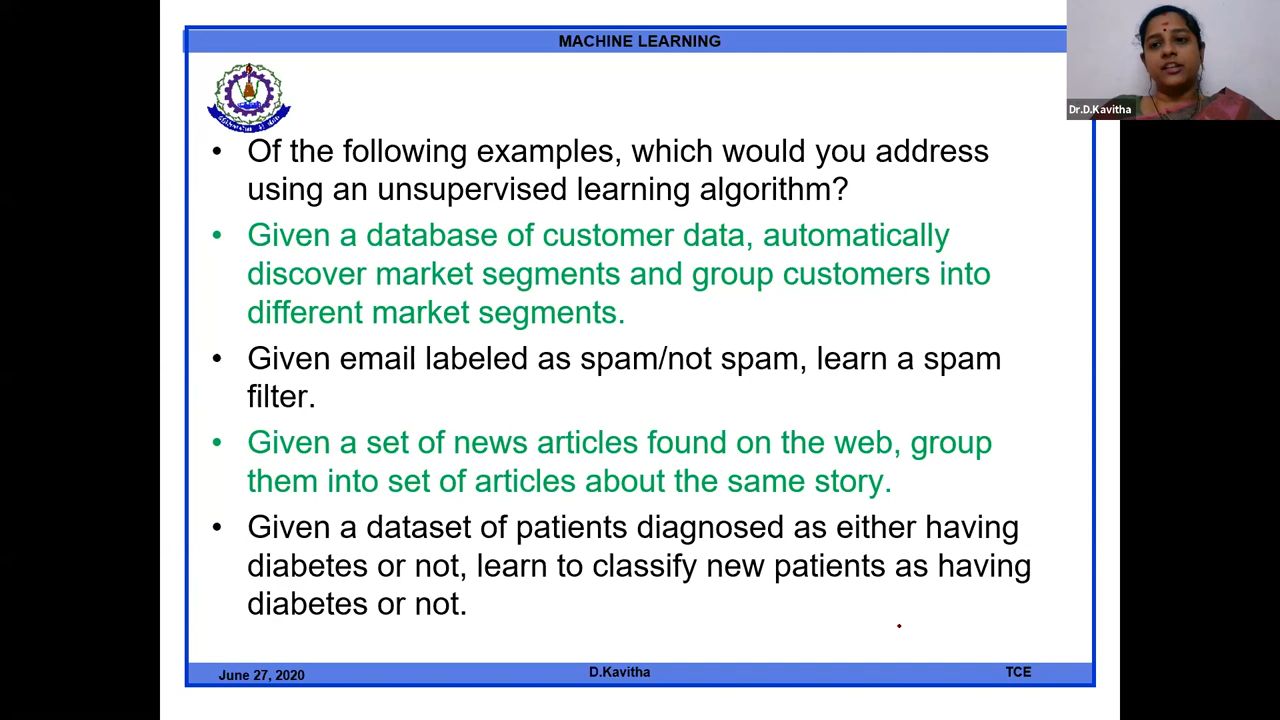 MACHINE LEARNING
Dr.D.Kavitha
• Of the following examples, which would you address
using an unsupervised learning algorithm?
• Given a database of customer data, automatically
discover market segments and group customers into
different market segments.
• Given email labeled as spam/not spam, learn a spam
filter.
• Given a set of news articles found on the web, group
them into set of articles about the same story.
• Given a dataset of patients diagnosed as either having
diabetes or not, learn to classify new patients as having
diabetes or not.
June 27, 2020
D.Kavitha
TCE